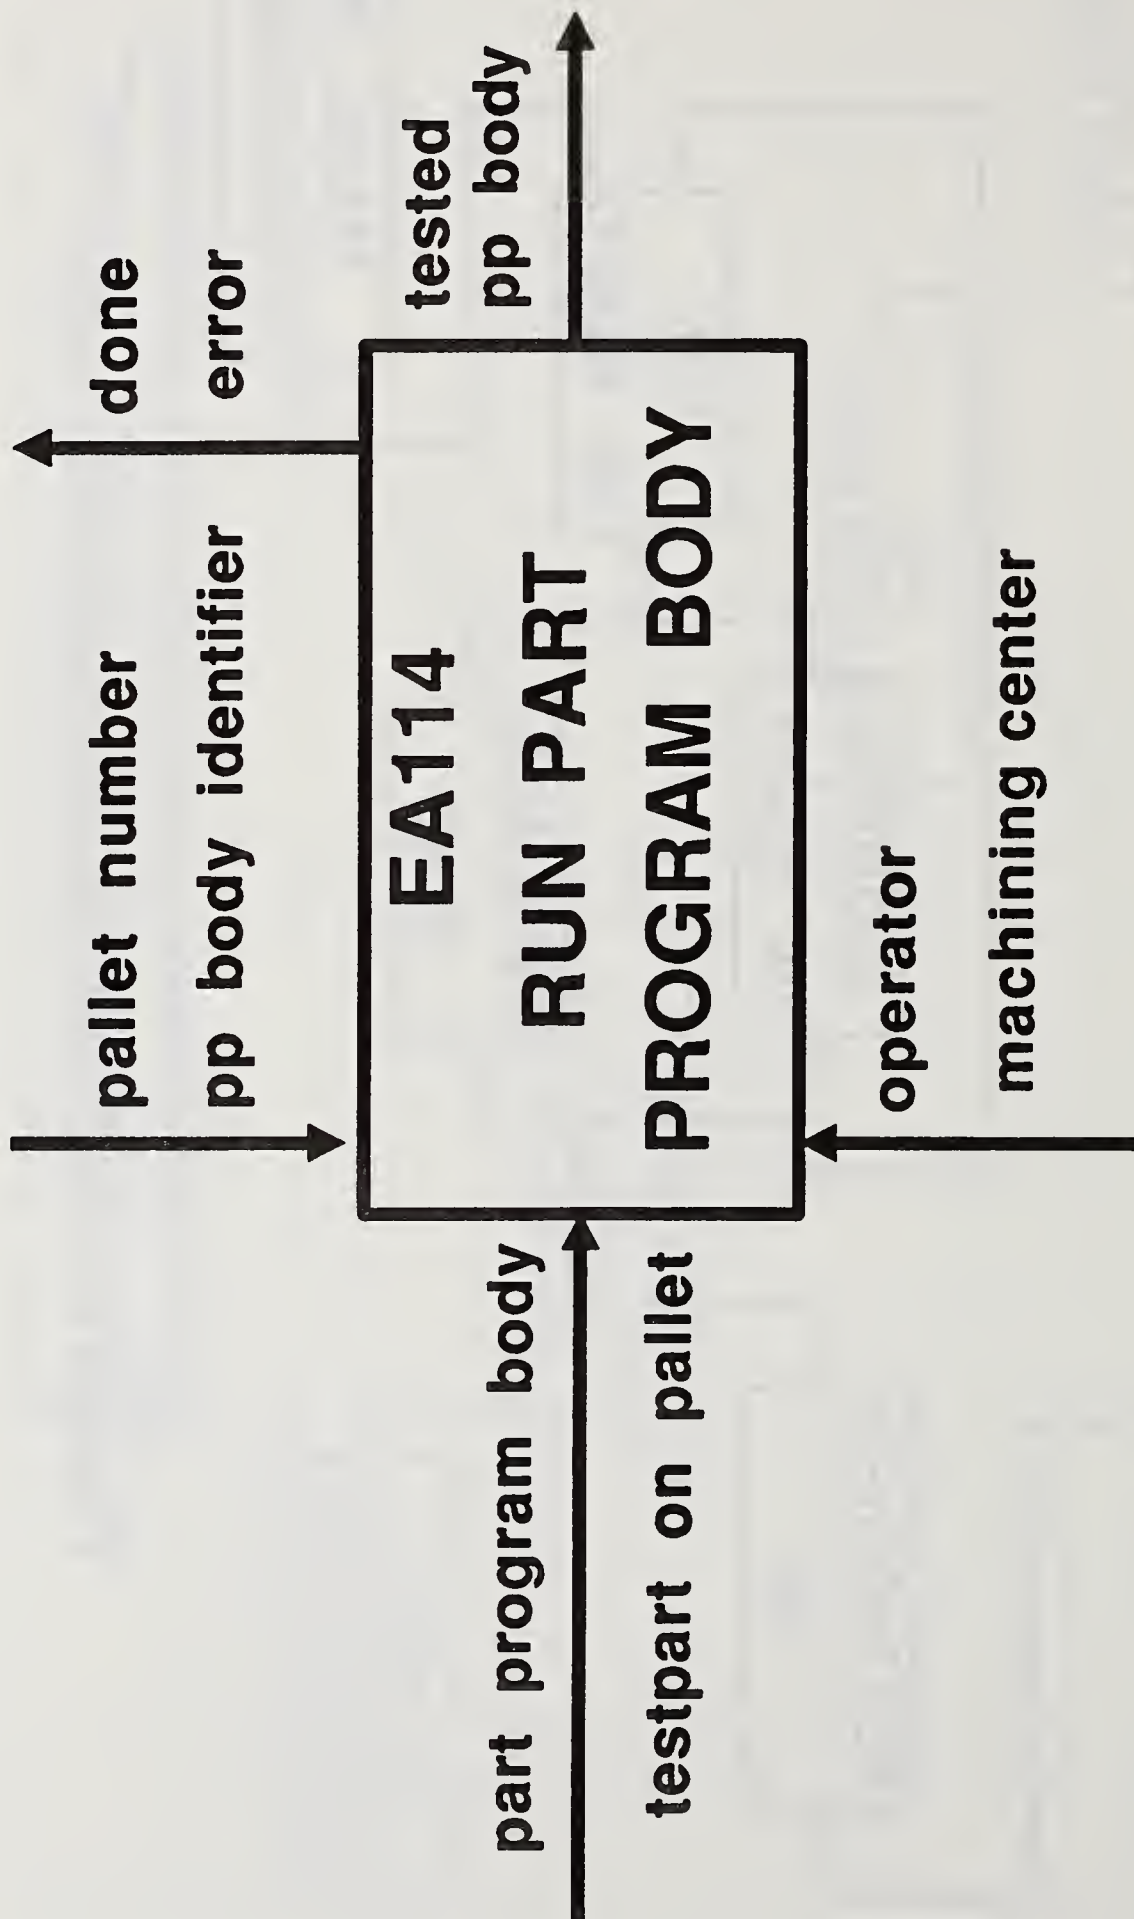 pallet number
pp body identifier
done
error
part program body
testpart on pallet
EA114
RUN PART
PROGRAM BODY
tested
pp body
operator
machining center